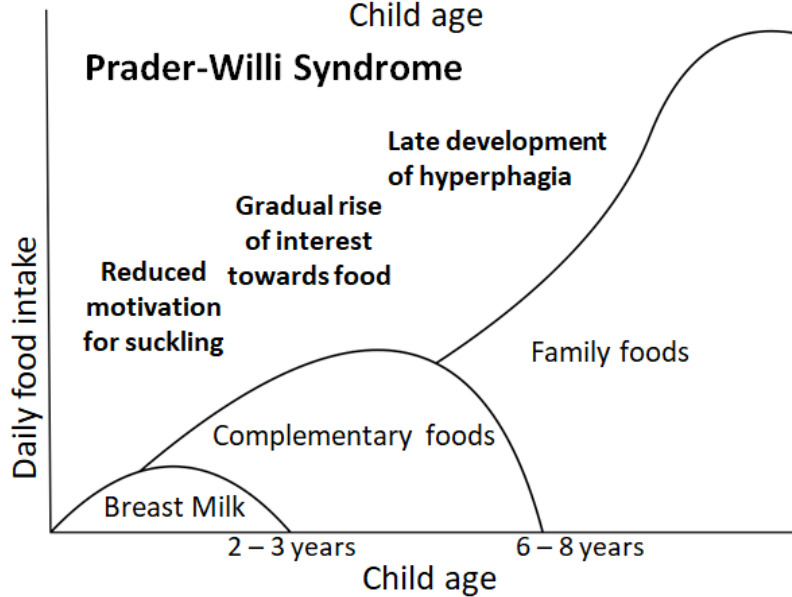 Child age
Prader-Willi Syndrome
Late development
of hyperphagia
Gradual rise
of interest
towards food
Reduced
motivation
for suckling
Daily food intake
Family foods
Complementary foods
Breast Milk
2 – 3 years
6 – 8 years
Child age